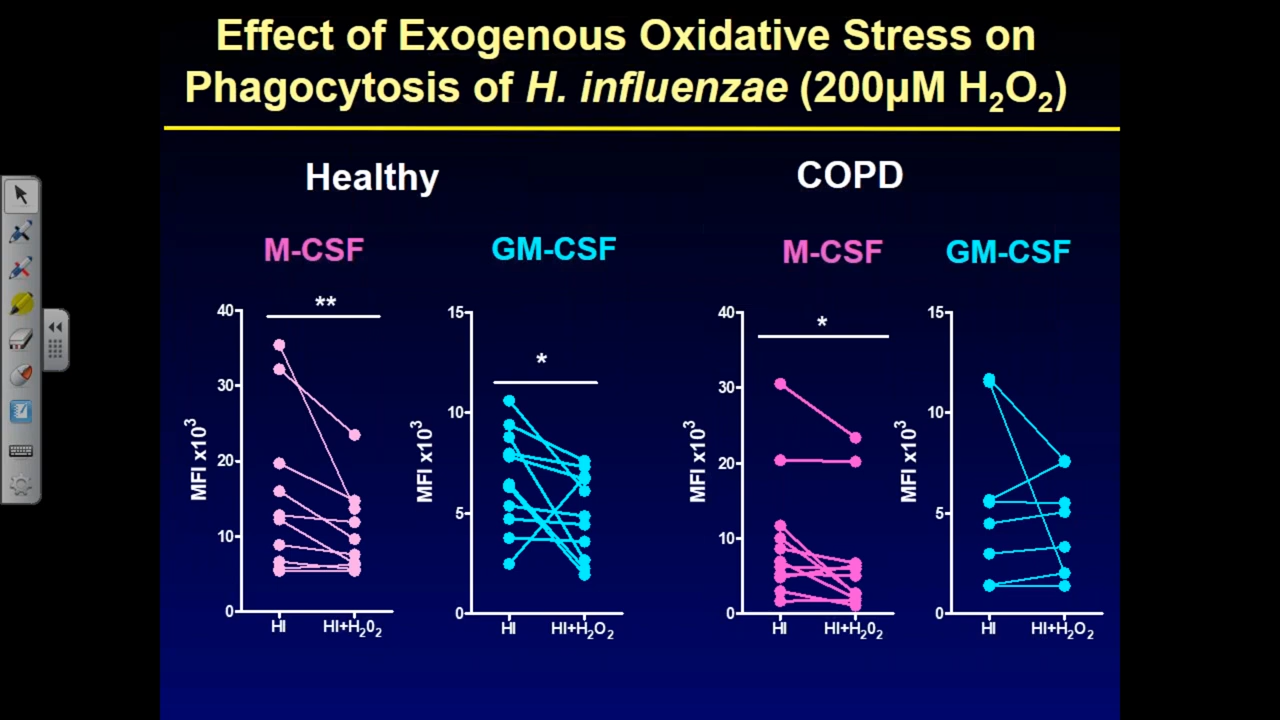 Effect of Exogenous Oxidative Stress on
Phagocytosis of H. influenzae (200µM H₂O₂)
Healthy
COPD
M-CSF
GM-CSF
M-CSF
GM-CSF
**
40
30
20
10
0
MFI x10³
HI HI+H₂0₂
*
15
10
5
0
MFI x10³
HI HI+H₂O₂
*
40
30
20
10
0
MFI x10³
HI HI+H₂0₂
15
10
5
0
MFI x10³
HI HI+H₂O₂